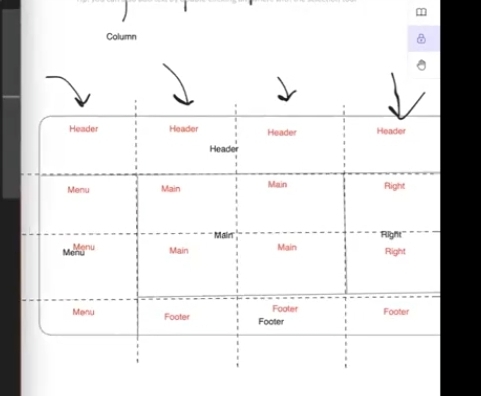 Column
Header Header Header Header
Header
Menu Main Main Right
Main Right
Menu Main Main Right
Menu
Menu Footer Footer Footer
Footer